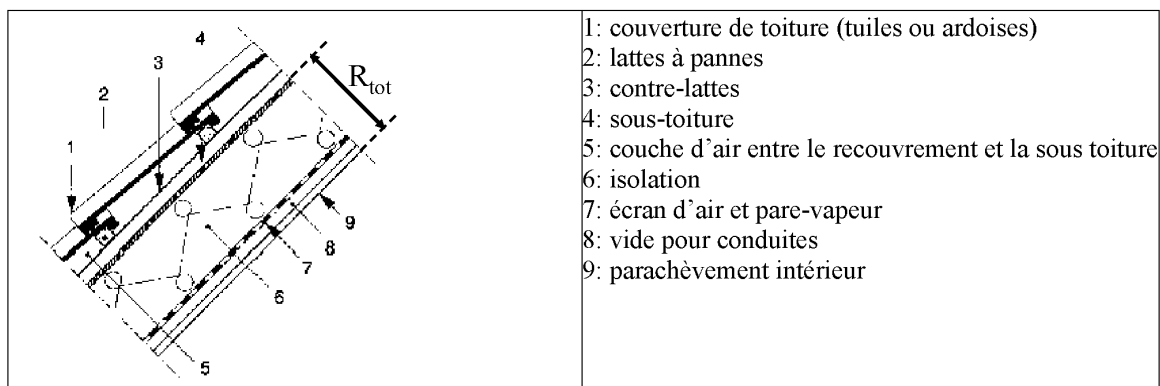 4
3
R_tot
2
1
9
8
7
6
5
1: couverture de toiture (tuiles ou ardoises)
2: lattes à pannes
3: contre-lattes
4: sous-toiture
5: couche d’air entre le recouvrement et la sous toiture
6: isolation
7: écran d’air et pare-vapeur
8: vide pour conduites
9: parachèvement intérieur